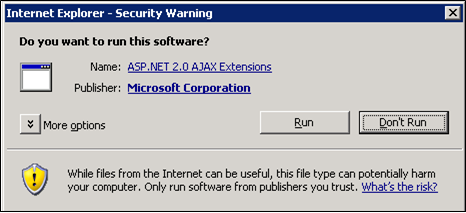 Internet Explorer - Security Warning
Do you want to run this software?
Name: ASP.NET 2.0 AJAX Extensions
Publisher: Microsoft Corporation
More options
Run
Don't Run
While files from the Internet can be useful, this file type can potentially harm
your computer. Only run software from publishers you trust. What's the risk?